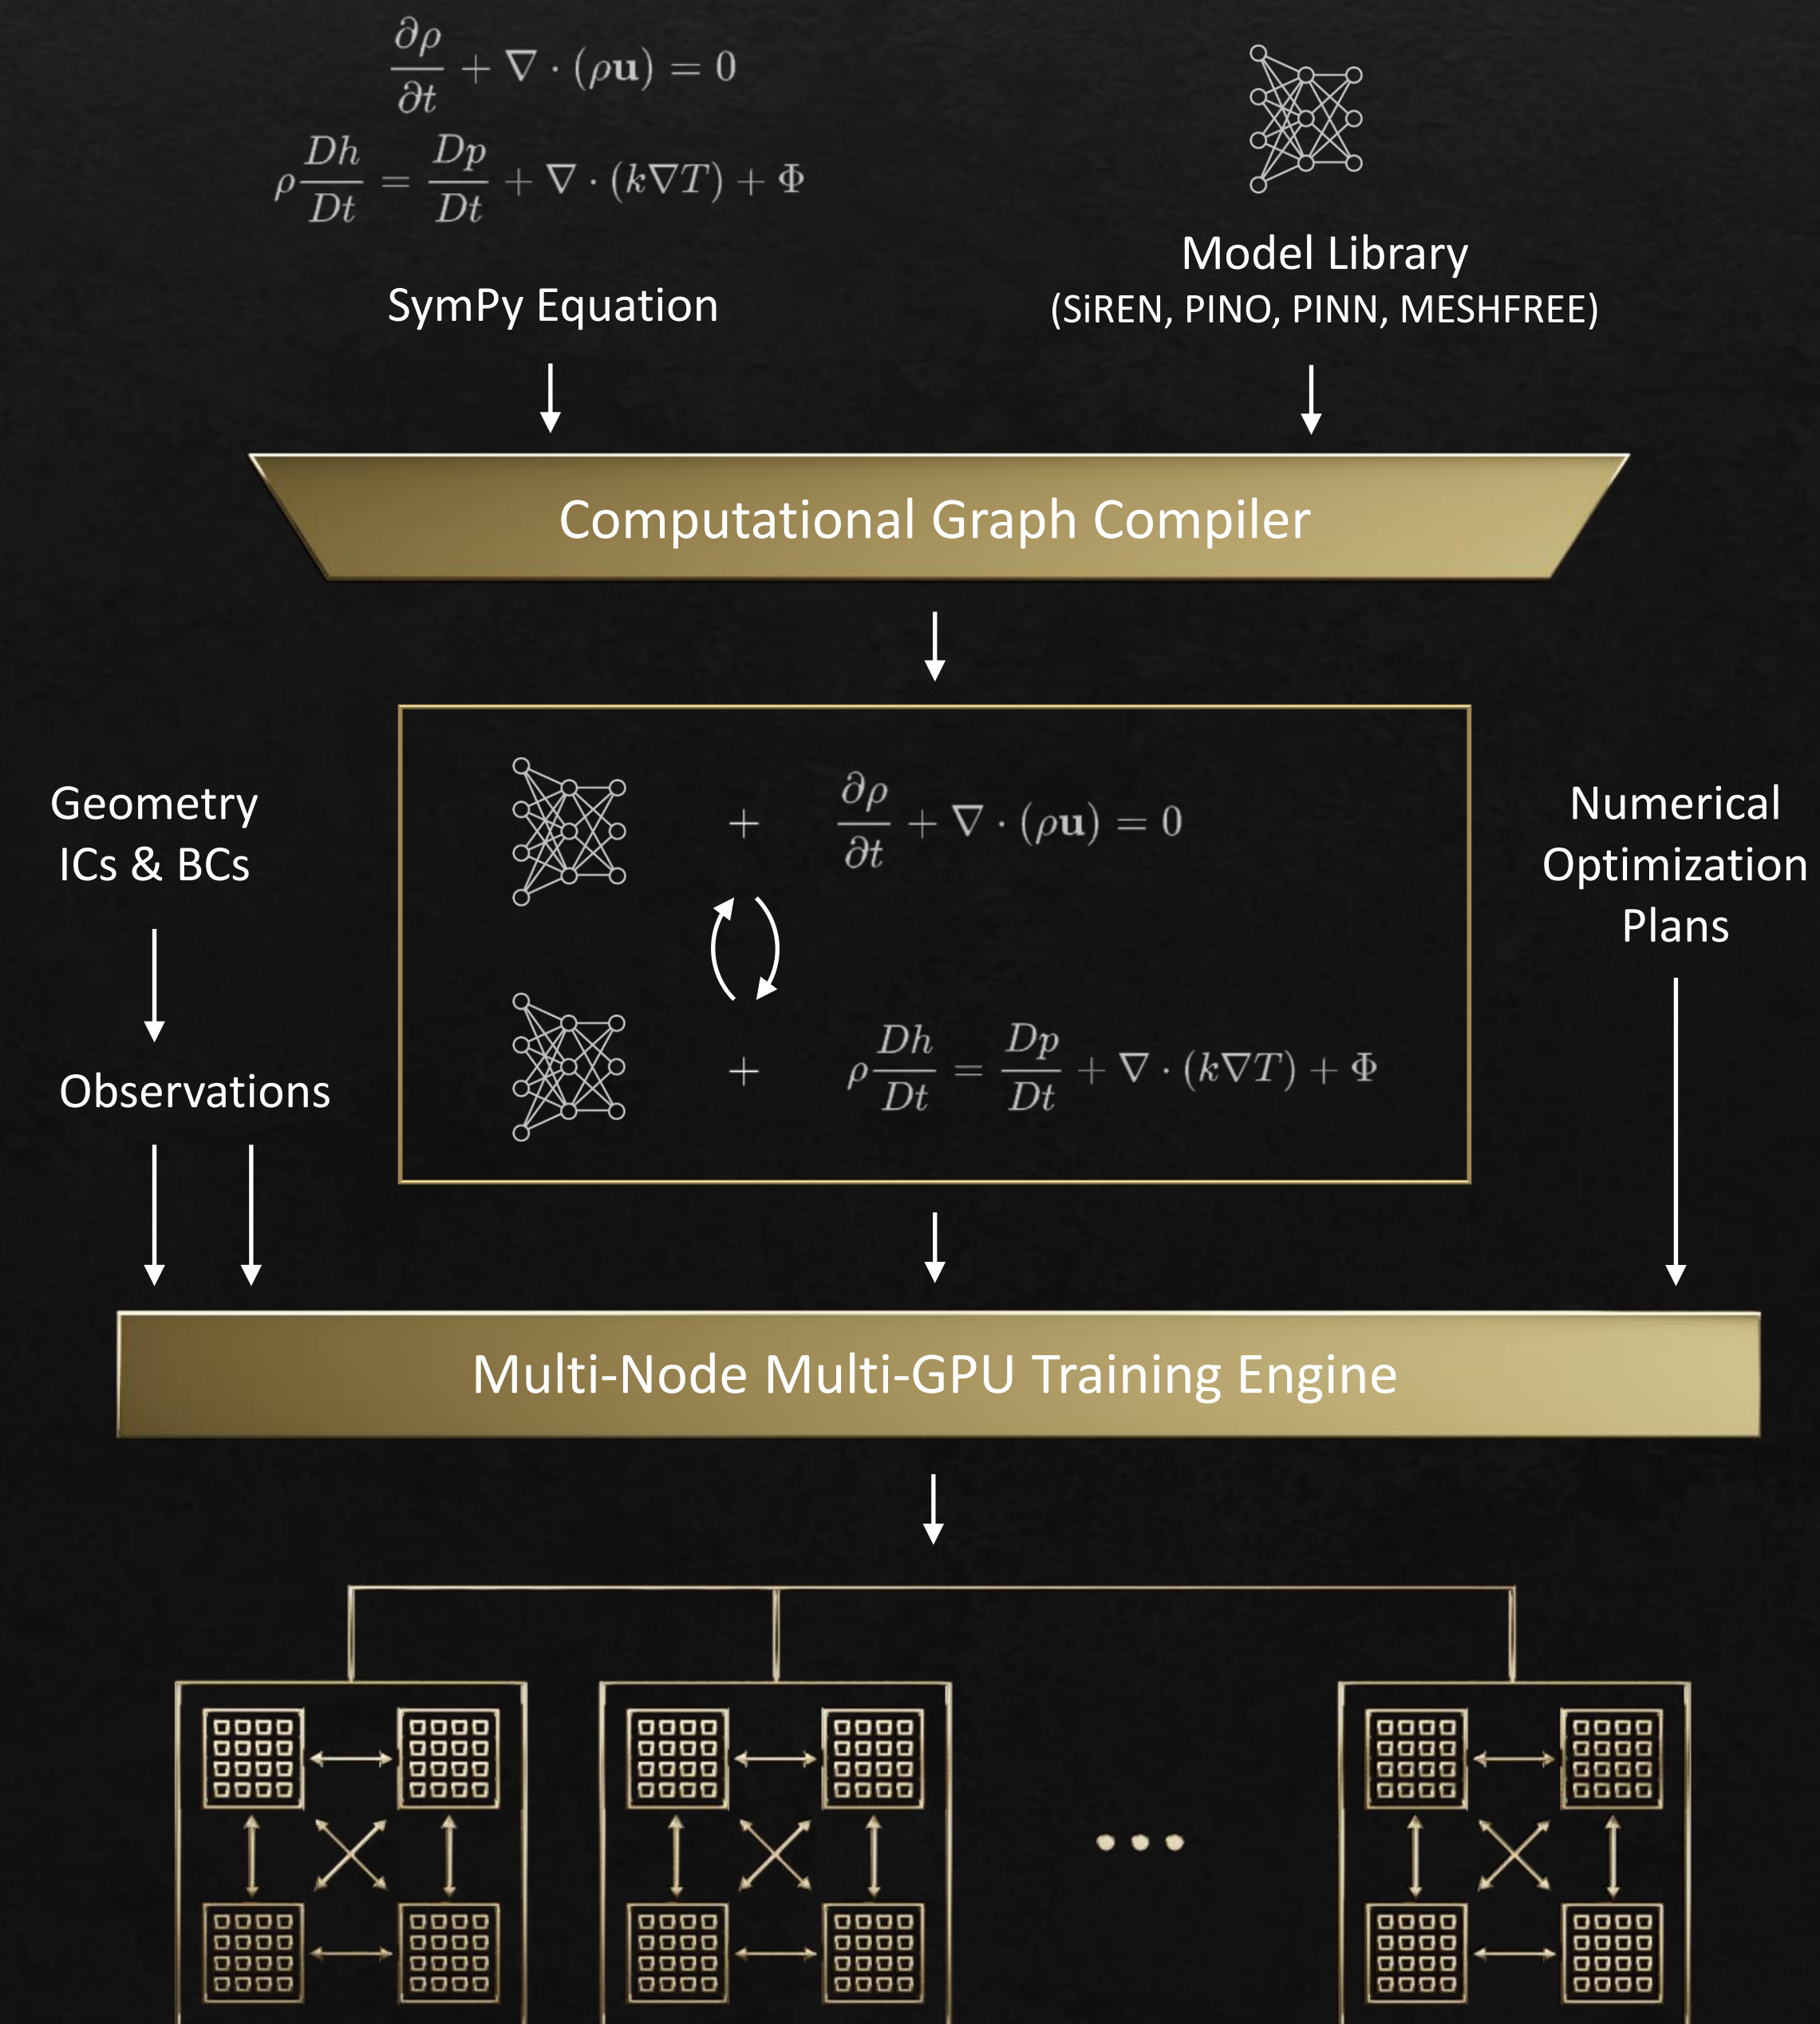 ∂ρ/∂t + ∇ · (ρ𝐮) = 0
ρ Dh/Dt = Dp/Dt + ∇ · (k∇T) + Φ
SymPy Equation
Model Library
(SiREN, PINO, PINN, MESHFREE)
Computational Graph Compiler
Geometry
ICs & BCs
Observations
+ ∂ρ/∂t + ∇ · (ρ𝐮) = 0
+ ρ Dh/Dt = Dp/Dt + ∇ · (k∇T) + Φ
Numerical
Optimization
Plans
Multi-Node Multi-GPU Training Engine